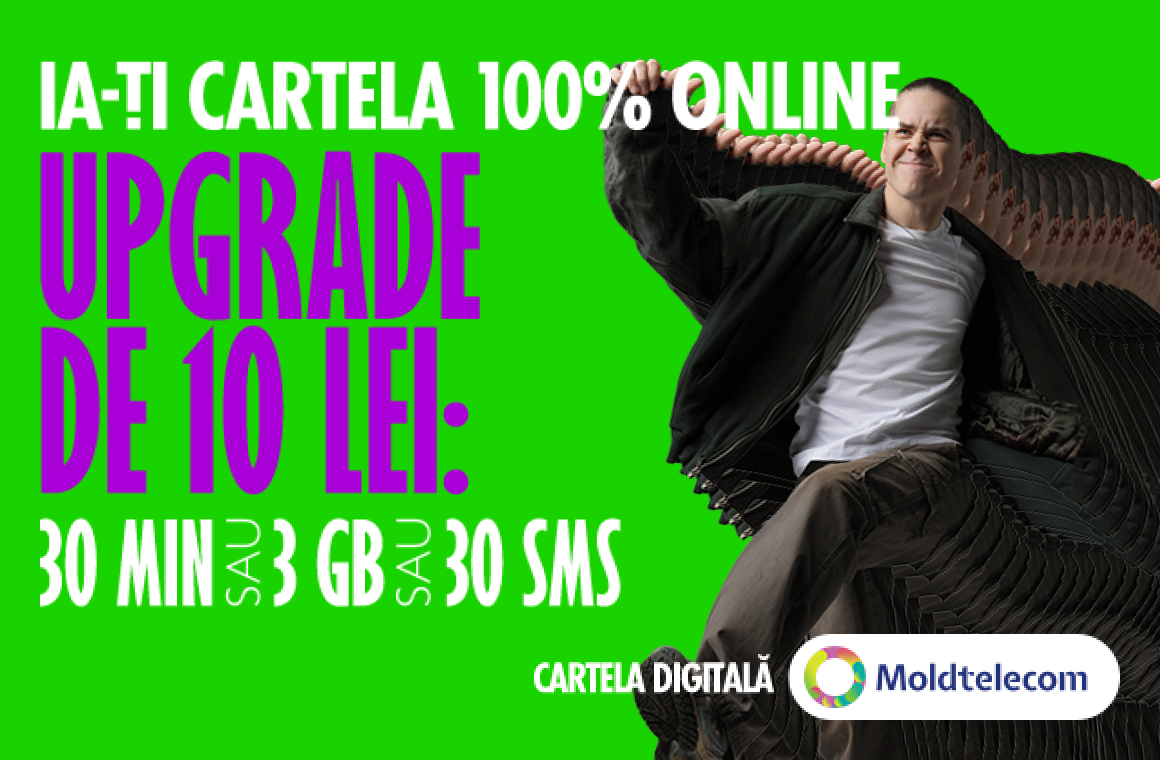 IA-ȚI CARTELA 100% ONLINE
UPGRADE
DE 10 LEI:
30 MIN SAU 3 GB SAU 30 SMS
CARTELA DIGITALĂ Moldtelecom